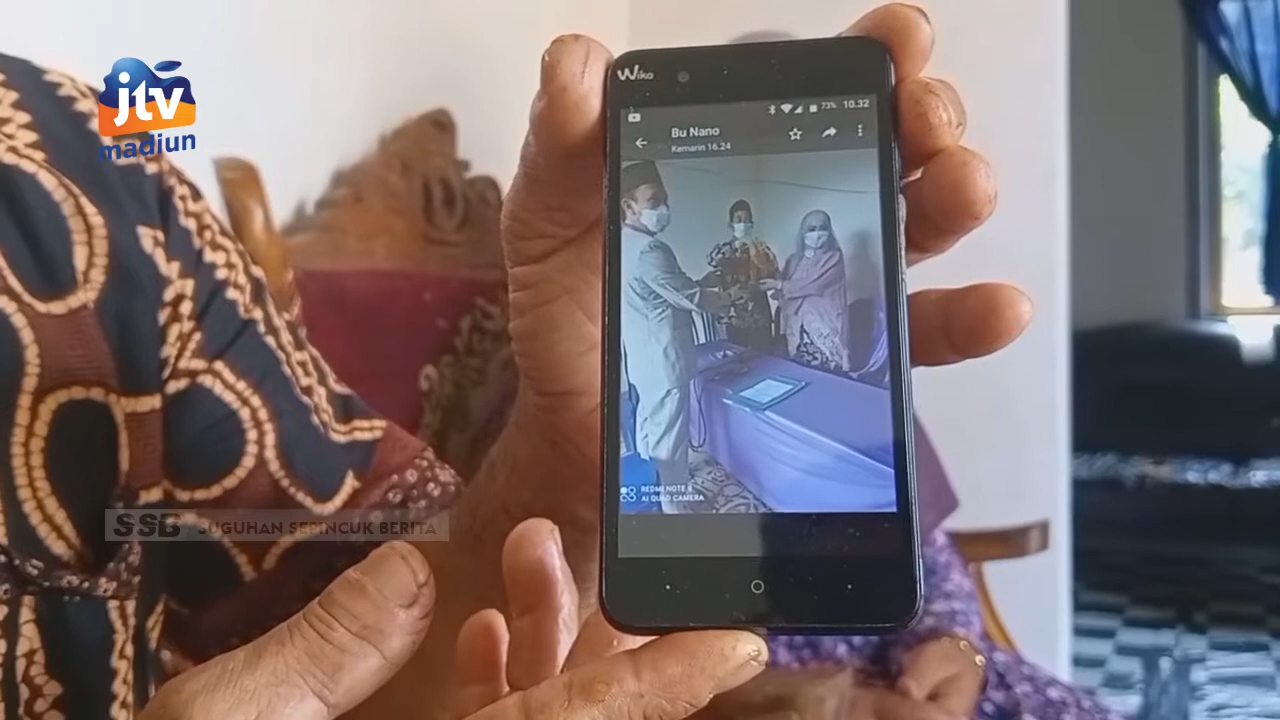 jtv
madiun
Wiko
73% 10.32
Bu Nano
Kemarin 16.24
REDMI NOTE 8
AI QUAD CAMERA
SSB SUGUHAN SEPINCUK BERITA